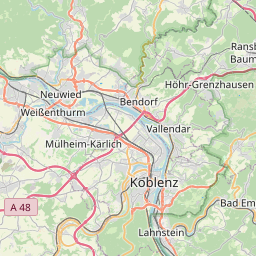 Ransb
Baum
Höhr-Grenzhausen
Neuwied
Bendorf
Weißenthurm
Vallendar
Mülheim-Kärlich
Koblenz
A 48
Bad Em
Lahnstein